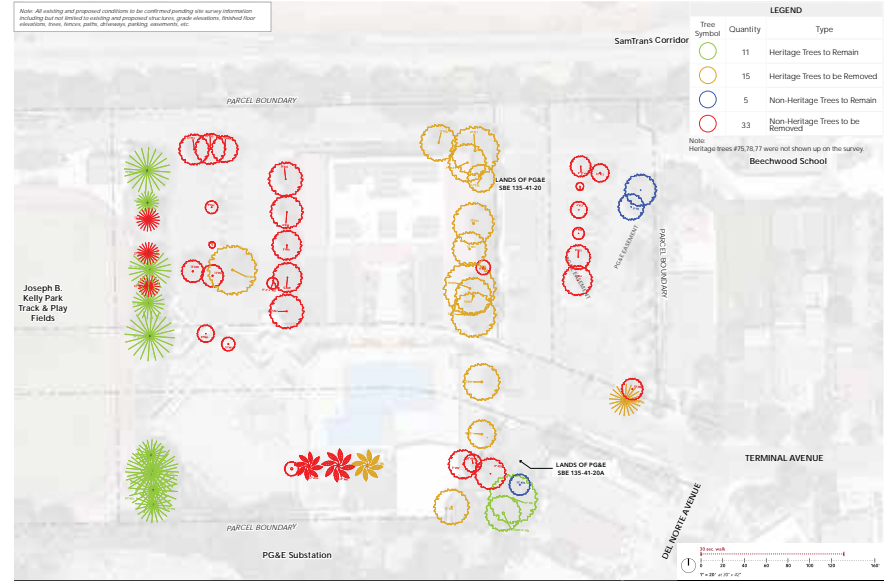 Note: All existing and proposed conditions to be confirmed pending site survey information
including but not limited to existing and proposed structures, grade elevations, finished floor
elevations, trees, fences, paths, driveways, parking, easements, etc.
SamTrans Corridor
LEGEND
Tree
Symbol
Quantity
Type
11
Heritage Trees to Remain
15
Heritage Trees to be Removed
5
Non-Heritage Trees to Remain
33
Non-Heritage Trees to be
Removed
Note:
Heritage trees #75,78,77 were not shown up on the survey.
Beechwood School
PARCEL BOUNDARY
LANDS OF PG&E
SBE 135-41-20
PG&E EASEMENT
PARCEL BOUNDARY
EASEMENT
Joseph B.
Kelly Park
Track & Play
Fields
LANDS OF PG&E
SBE 135-41-20A
TERMINAL AVENUE
DEL NORTE AVENUE
PARCEL BOUNDARY
PG&E Substation
30 sec. walk
0 20 40 60 80 100 120 160'
1" = 20' at 30" x 42"